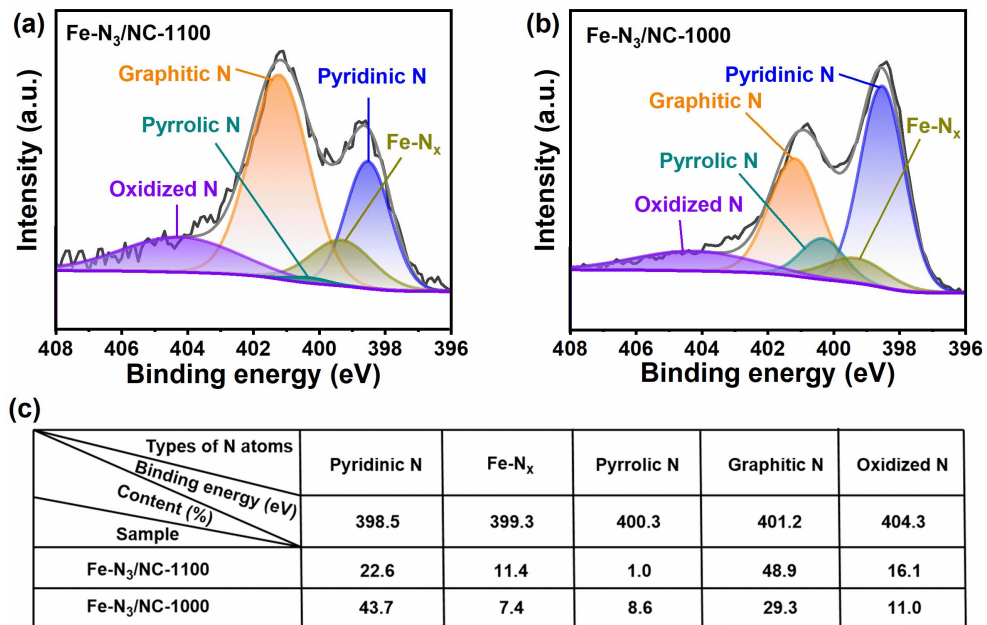 (a)
Fe-N₃/NC-1100
Graphitic N
Pyridinic N
Pyrrolic N
Fe-Nₓ
Oxidized N
Intensity (a.u.)
408 406 404 402 400 398 396
Binding energy (eV)
(b)
Fe-N₃/NC-1000
Pyridinic N
Graphitic N
Fe-Nₓ
Pyrrolic N
Oxidized N
Intensity (a.u.)
408 406 404 402 400 398 396
Binding energy (eV)
(c)
Types of N atoms
Binding energy (eV)
Content (%)
Sample
Pyridinic N Fe-Nₓ Pyrrolic N Graphitic N Oxidized N
398.5 399.3 400.3 401.2 404.3
Fe-N₃/NC-1100 22.6 11.4 1.0 48.9 16.1
Fe-N₃/NC-1000 43.7 7.4 8.6 29.3 11.0